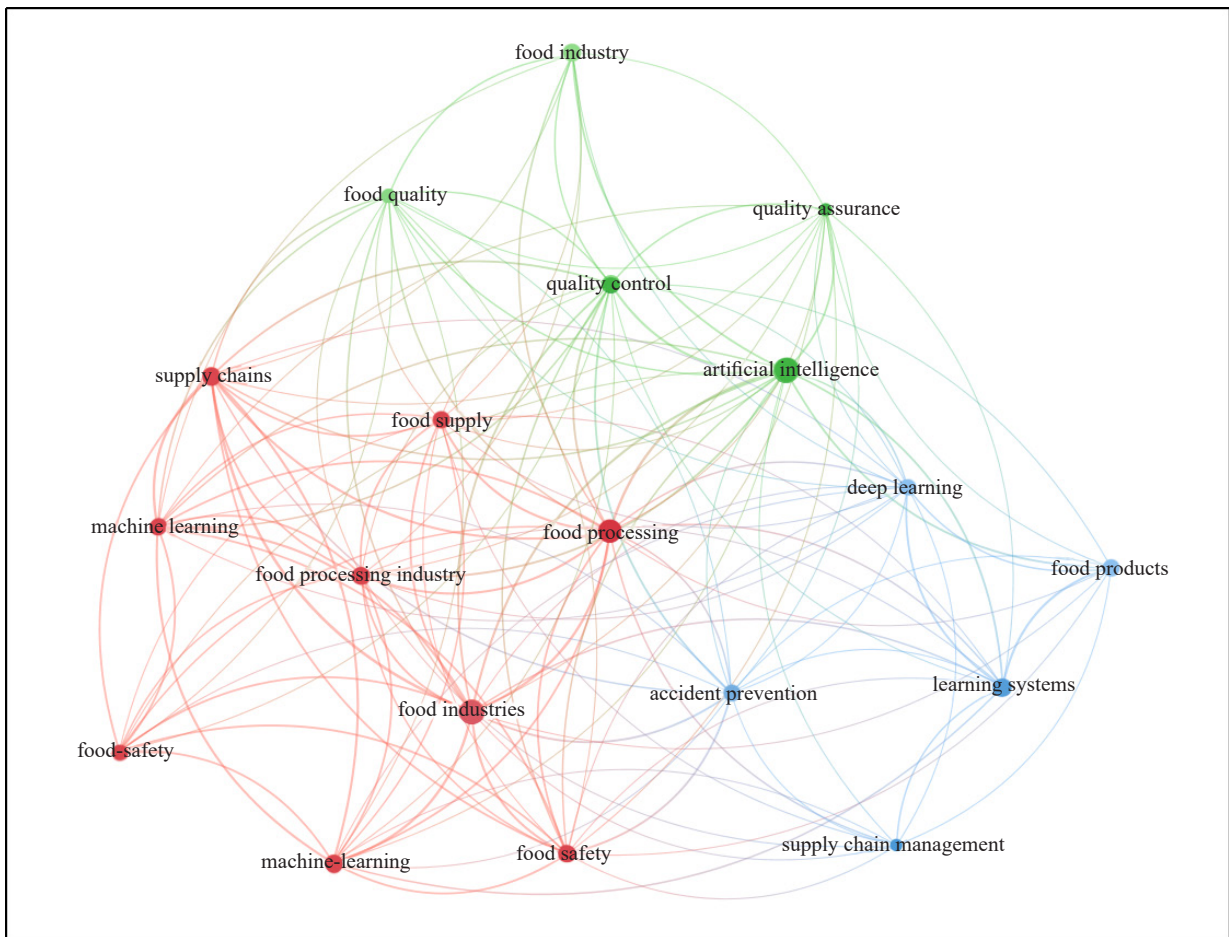 food industry
food quality
quality assurance
quality control
artificial intelligence
supply chains
food supply
deep learning
machine learning
food processing
food processing industry
food products
learning systems
accident prevention
food industries
food-safety
supply chain management
food safety
machine-learning